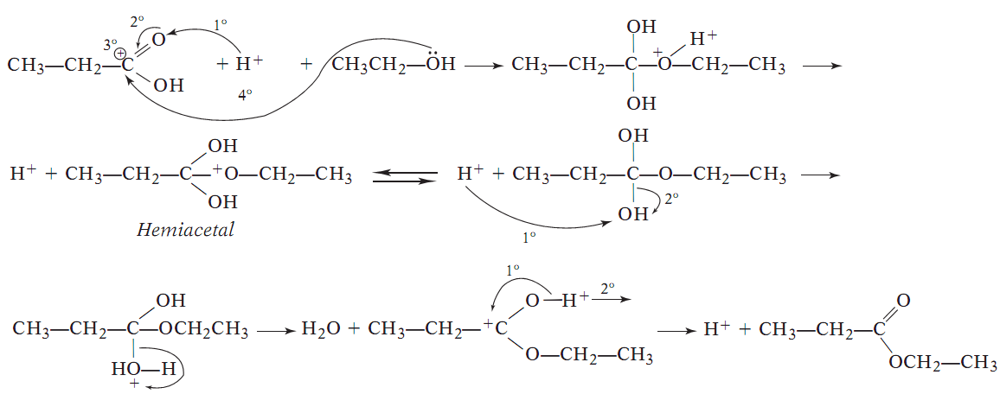 2° 1°
3° ⊕ O OH H+
CH3—CH2—C + H+ + CH3CH2—ÖH → CH3—CH2—C—O+—CH2—CH3 →
OH 4° OH
OH OH
H+ + CH3—CH2—C—+O—CH2—CH3 ⇌ H+ + CH3—CH2—C—O—CH2—CH3 →
OH OH 2°
Hemiacetal 1°
1°
OH O—H+ 2° → O
CH3—CH2—C—OCH2CH3 → H2O + CH3—CH2—+C → H+ + CH3—CH2—C
HO—H O—CH2—CH3 OCH2—CH3
+